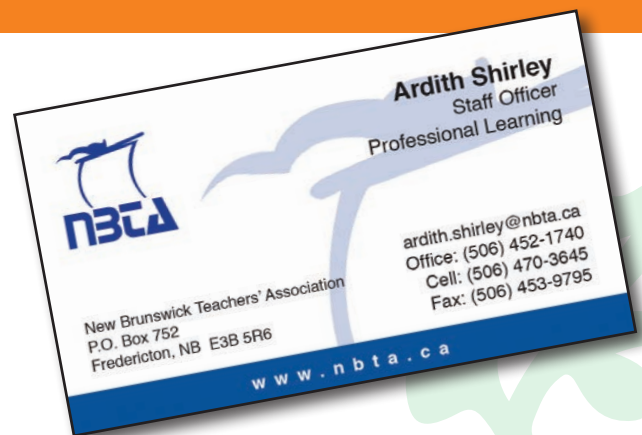 Ardith Shirley
Staff Officer
Professional Learning
NBTA
ardith.shirley@nbta.ca
Office: (506) 452-1740
Cell: (506) 470-3645
Fax: (506) 453-9795
New Brunswick Teachers' Association
P.O. Box 752
Fredericton, NB E3B 5R6
www.nbta.ca